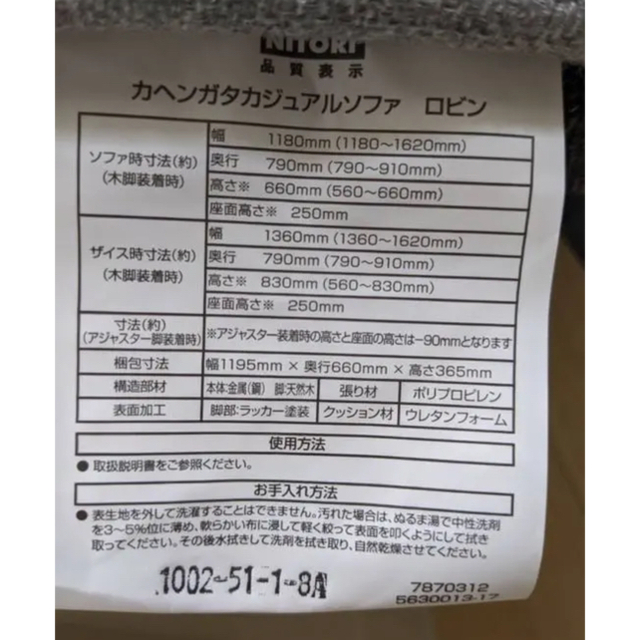 NITORI
品質表示
カヘンガタカジュアルソファ ロビン
ソファ時寸法(約)
(木脚装着時)
幅 1180mm (1180〜1620mm)
奥行 790mm (790〜910mm)
高さ※ 660mm (560〜660mm)
座面高さ※ 250mm
ザイス時寸法(約)
(木脚装着時)
幅 1360mm (1360〜1620mm)
奥行 790mm (790〜910mm)
高さ※ 830mm (560〜830mm)
座面高さ※ 250mm
寸法(約)
(アジャスター脚装着時)
※アジャスター装着時の高さと座面の高さは−90mmとなります
梱包寸法 幅1195mm × 奥行660mm × 高さ365mm
構造部材 本体:金属(鋼) 脚:天然木 張り材 ポリプロピレン
表面加工 脚部:ラッカー塗装 クッション材 ウレタンフォーム
使用方法
● 取扱説明書をご参照ください。
お手入れ方法
● 表生地を外して洗濯することはできません。汚れた場合は、ぬるま湯で中性洗剤
を3〜5%位に薄め、軟らかい布に浸して軽く絞って表面を叩くようにして拭き
取ってください。その後水拭きして洗剤を拭き取り、自然乾燥させてください。
1002-51-1-8A
7870312
5630013-17